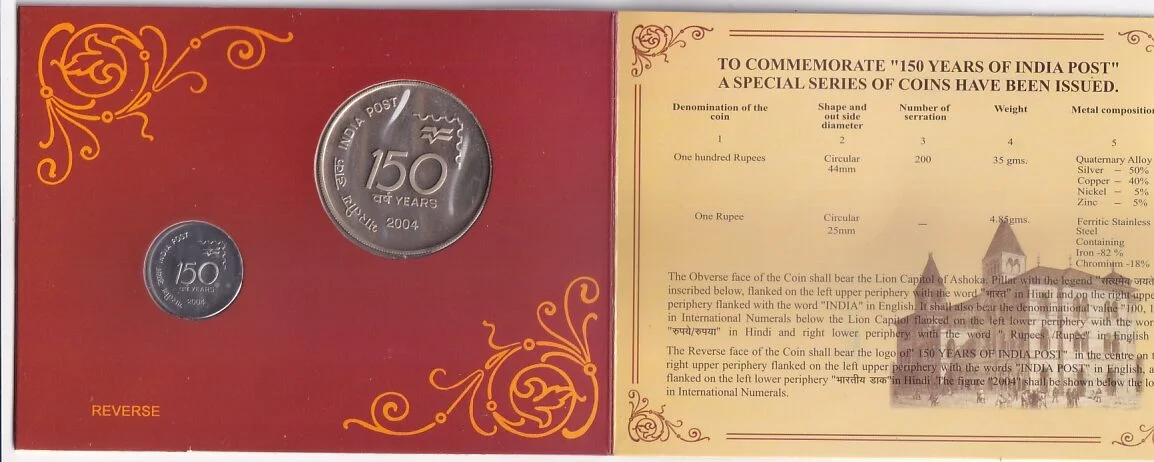 INDIA POST
भारतीय डाक
150
वर्ष YEARS
2004
INDIA POST
भारतीय डाक
150
2004
REVERSE
TO COMMEMORATE "150 YEARS OF INDIA POST"
A SPECIAL SERIES OF COINS HAVE BEEN ISSUED.
Denomination of the coin
Shape and out side diameter
Number of serration
Weight
Metal composition
1 2 3 4 5
One hundred Rupees
Circular 44mm
200
35 gms.
Quaternary Alloy
Silver – 50%
Copper – 40%
Nickel – 5%
Zinc – 5%
One Rupee
Circular 25mm
—
4.85gms.
Ferritic Stainless
Steel
Containing
Iron -82 %
Chromium -18%
The Obverse face of the Coin shall bear the Lion Capitol of Ashoka Pillar with the legend "सत्यमेव जयते
inscribed below, flanked on the left upper periphery with the word "भारत" in Hindi and on the right upper
periphery flanked with the word "INDIA" in English. It shall also bear the denominational value "100, 1
in International Numerals below the Lion Capitol flanked on the left lower periphery with the wor
"रुपये/रुपया" in Hindi and right lower periphery with the word " Rupees /Rupee" in English
The Reverse face of the Coin shall bear the logo of" 150 YEARS OF INDIA POST" in the centre on t
right upper periphery flanked on the left upper periphery with the words "INDIA POST" in English, a
flanked on the left lower periphery "भारतीय डाक"in Hindi .The figure "2004" shall be shown below the lo
in International Numerals.